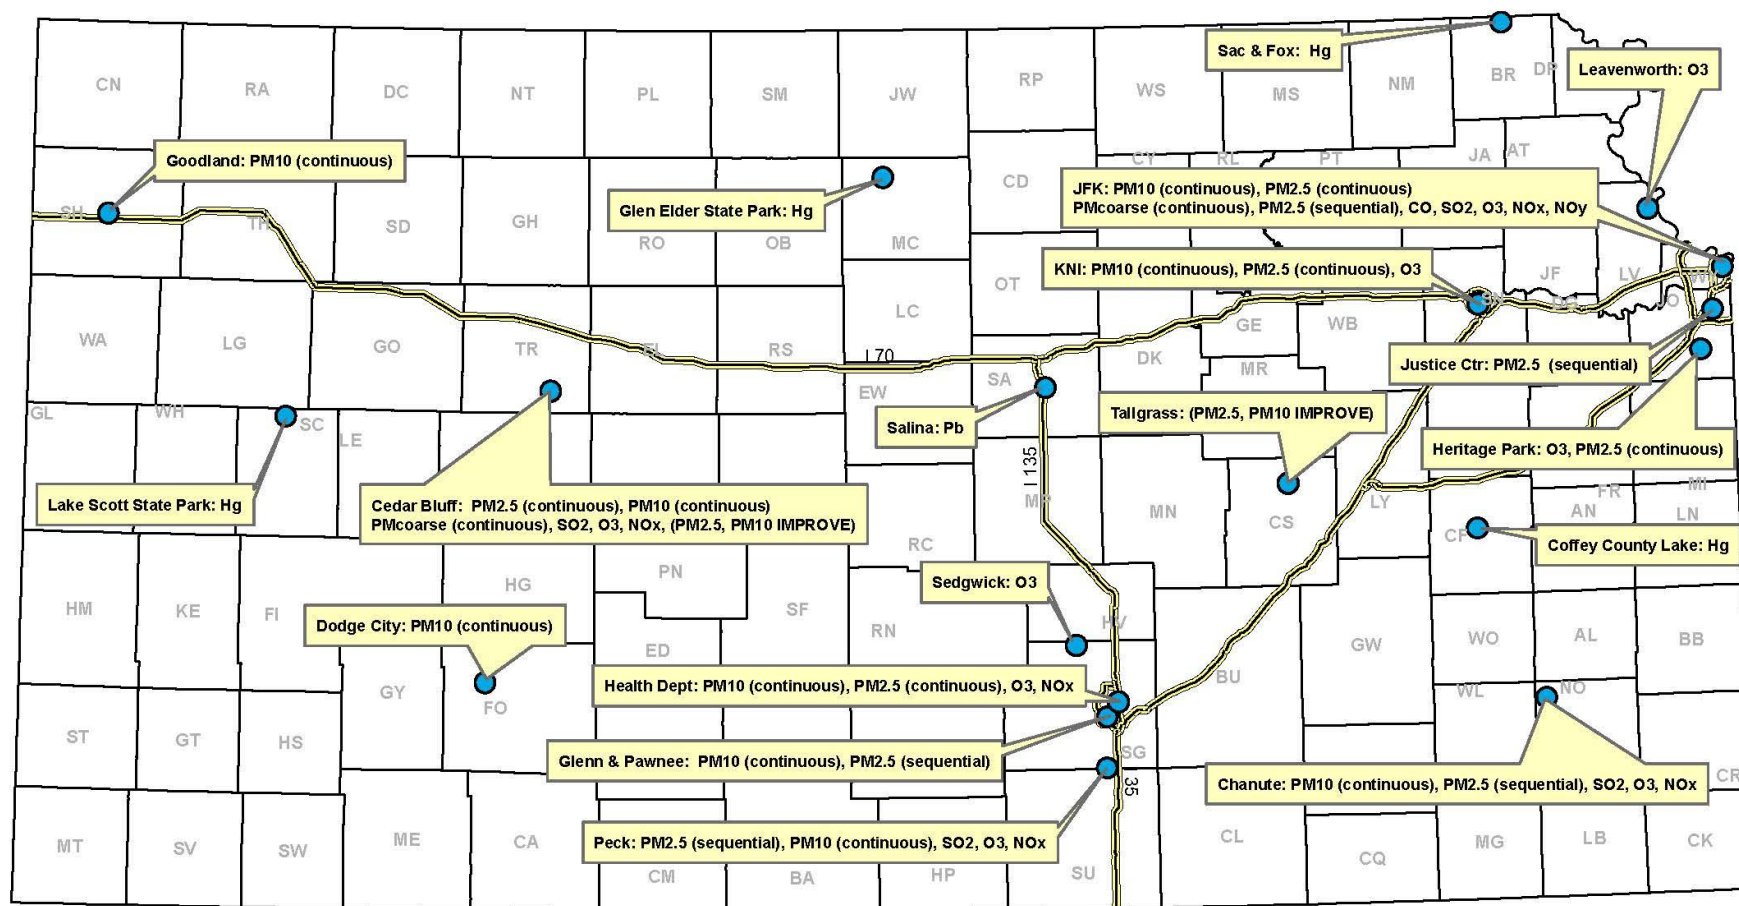 Sac & Fox:  Hg
Leavenworth: O3
CN
RA
DC
NT
PL
SM
JW
RP
WS
MS
NM
BR
DP
Goodland: PM10 (continuous)
CY
RL
PT
JA
AT
JFK: PM10 (continuous), PM2.5 (continuous)
PMcoarse (continuous), PM2.5 (sequential), CO, SO2, O3, NOx, NOy
CD
Glen Elder State Park: Hg
SH
TH
SD
GH
RO
OB
MC
KNI: PM10 (continuous), PM2.5 (continuous), O3
OT
JF
LV
WY
SN
DG
JO
LC
GE
WB
WA
LG
GO
TR
EL
RS
I 70
DK
MR
Justice Ctr: PM2.5  (sequential)
SA
EW
GL
WH
SC
LE
Salina: Pb
Tallgrass: (PM2.5, PM10 IMPROVE)
Heritage Park: O3, PM2.5 (continuous)
I 135
Lake Scott State Park: Hg
Cedar Bluff:  PM2.5 (continuous), PM10 (continuous)
PMcoarse (continuous), SO2, O3, NOx, (PM2.5, PM10 IMPROVE)
MP
MN
CS
LY
FR
MI
AN
LN
CF
Coffey County Lake: Hg
RC
PN
HG
Sedgwick: O3
HM
KE
FI
SF
RN
HV
Dodge City: PM10 (continuous)
WO
AL
BB
ED
GW
BU
GY
FO
Health Dept: PM10 (continuous), PM2.5 (continuous), O3, NOx
WL
NO
ST
GT
HS
Glenn & Pawnee:  PM10 (continuous), PM2.5 (sequential)
SG
35
Chanute: PM10 (continuous), PM2.5 (sequential), SO2, O3, NOx
CR
Peck: PM2.5 (sequential), PM10 (continuous), SO2, O3, NOx
MT
SV
SW
ME
CA
CM
BA
HP
SU
CL
CQ
MG
LB
CK